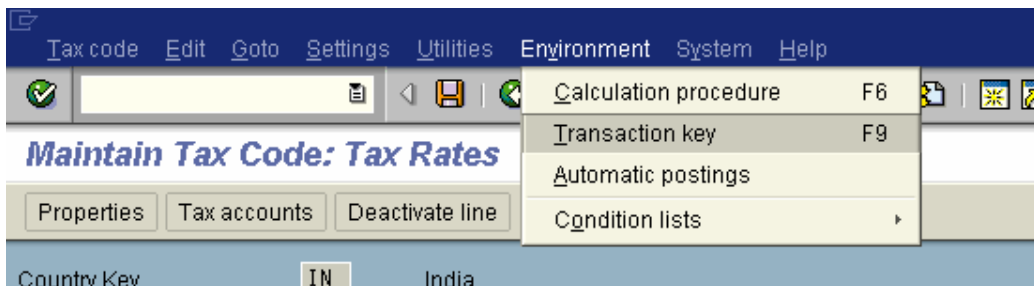 Tax code Edit Goto Settings Utilities Environment System Help
Calculation procedure F6
Transaction key F9
Maintain Tax Code: Tax Rates
Automatic postings
Properties Tax accounts Deactivate line
Condition lists
Country Key IN India